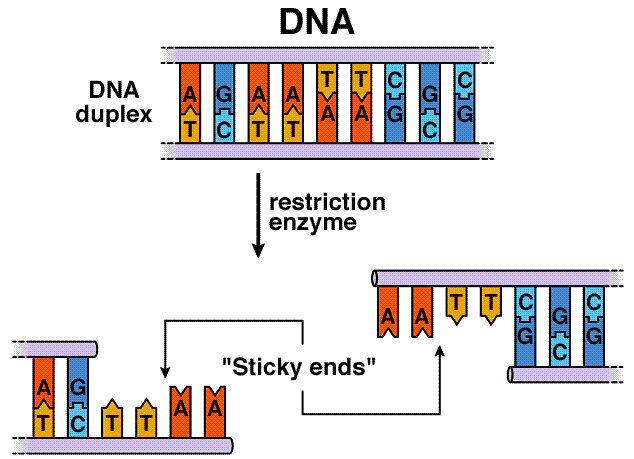 DNA
DNA
duplex
A G A A T T C G C
T C T T A A G C G
restriction
enzyme
A A T T C G C
G C G
"Sticky ends"
A G
T C T T A A